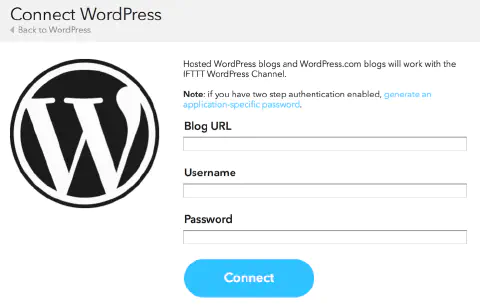 Connect WordPress
Back to WordPress
Hosted WordPress blogs and WordPress.com blogs will work with the
IFTTT WordPress Channel.
Note: if you have two step authentication enabled, generate an
application-specific password.
Blog URL
Username
Password
Connect